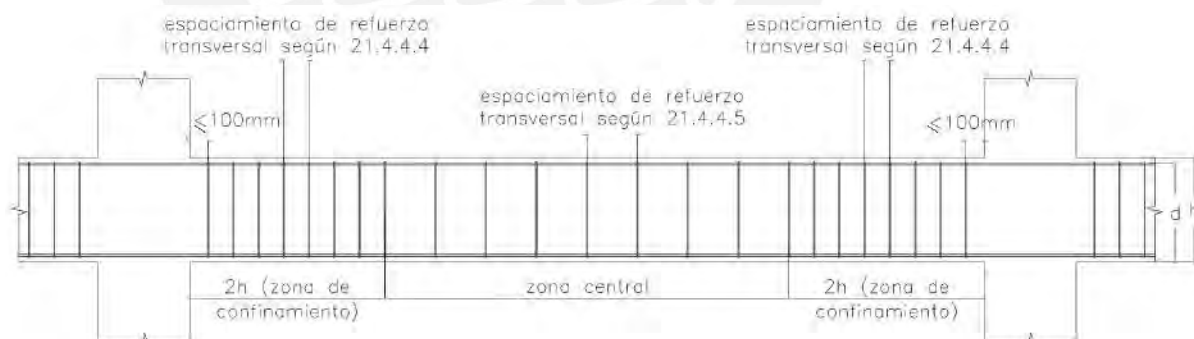 espaciamiento de refuerzo
transversal según 21.4.4.4
espaciamiento de refuerzo
transversal según 21.4.4.4
espaciamiento de refuerzo
transversal según 21.4.4.5
≤100mm
≤100mm
d h
2h (zona de
confinamiento)
zona central
2h (zona de
confinamiento)